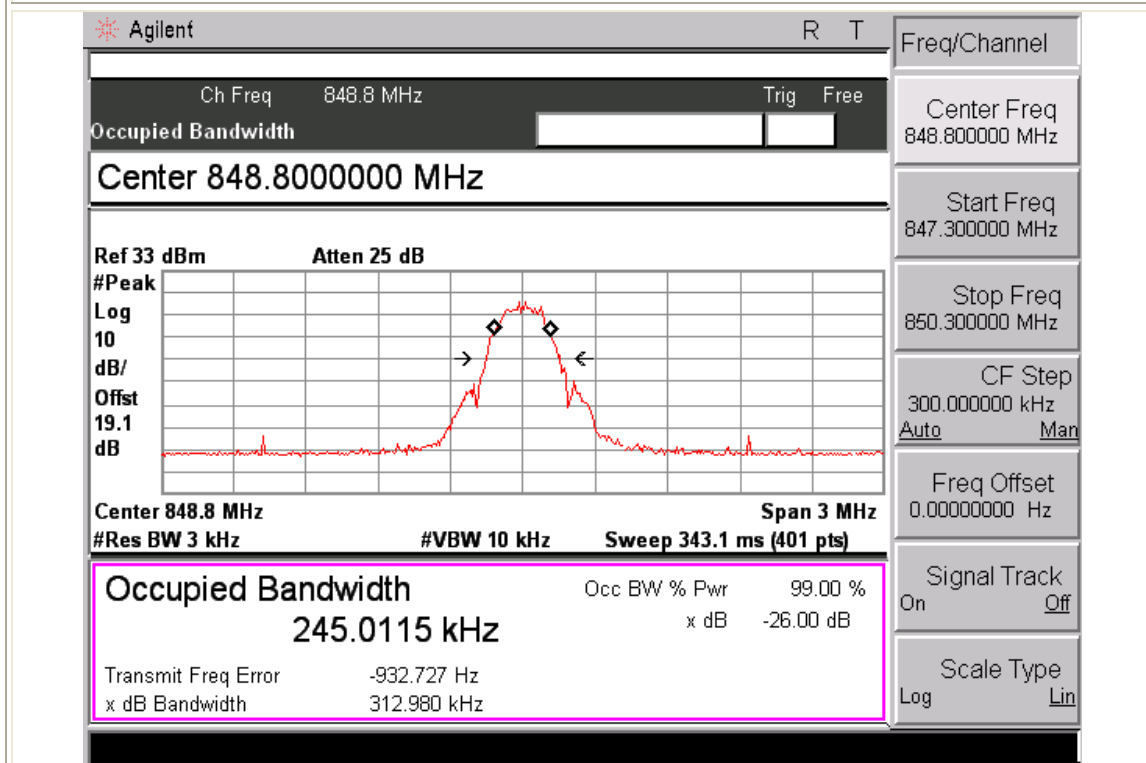 Agilent R T
Ch Freq 848.8 MHz Trig Free
Occupied Bandwidth
Center 848.8000000 MHz
Ref 33 dBm Atten 25 dB
#Peak
Log
10
dB/
Offst
19.1
dB
Center 848.8 MHz Span 3 MHz
#Res BW 3 kHz #VBW 10 kHz Sweep 343.1 ms (401 pts)
Occupied Bandwidth
245.0115 kHz
Occ BW % Pwr 99.00 %
x dB -26.00 dB
Transmit Freq Error -932.727 Hz
x dB Bandwidth 312.980 kHz
Freq/Channel
Center Freq
848.800000 MHz
Start Freq
847.300000 MHz
Stop Freq
850.300000 MHz
CF Step
300.000000 kHz
Auto Man
Freq Offset
0.00000000 Hz
Signal Track
On Off
Scale Type
Log Lin